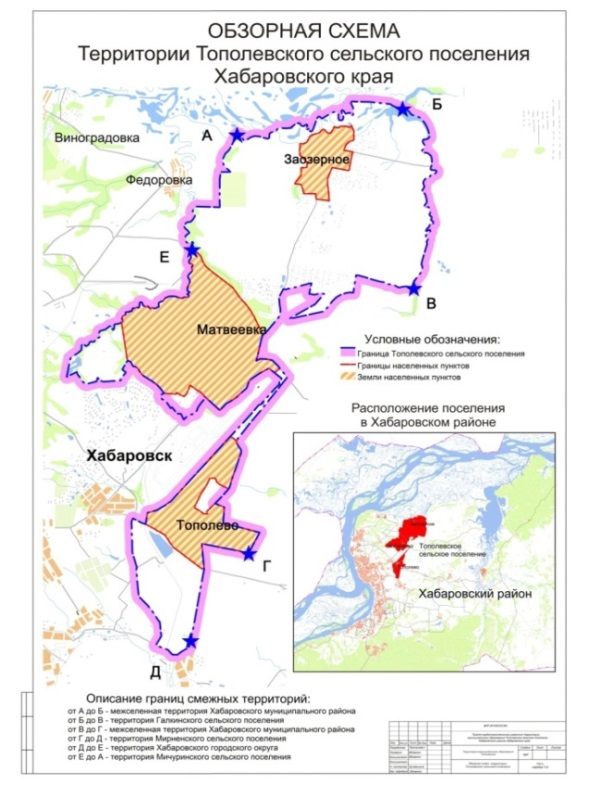 ОБЗОРНАЯ СХЕМА
Территории Тополевского сельского поселения
Хабаровского края
А
Б
Виноградовка
Заозерное
Федоровка
Е
В
Матвеевка
Условные обозначения:
Граница Тополевского сельского поселения
Границы населенных пунктов
Земли населенных пунктов
Расположение поселения
в Хабаровском районе
Хабаровск
Тополево
Г
Тополевское
сельское поселение
Хабаровский район
Д
Описание границ смежных территорий:
от А до Б - межселенная территория Хабаровского муниципального района
от Б до В - территория Галкинского сельского поселения
от В до Г - межселенная территория Хабаровского муниципального района
от Г до Д - территория Мирненского сельского поселения
от Д до Е - территория Хабаровского городского округа
от Е до А - территория Мичуринского сельского поселения